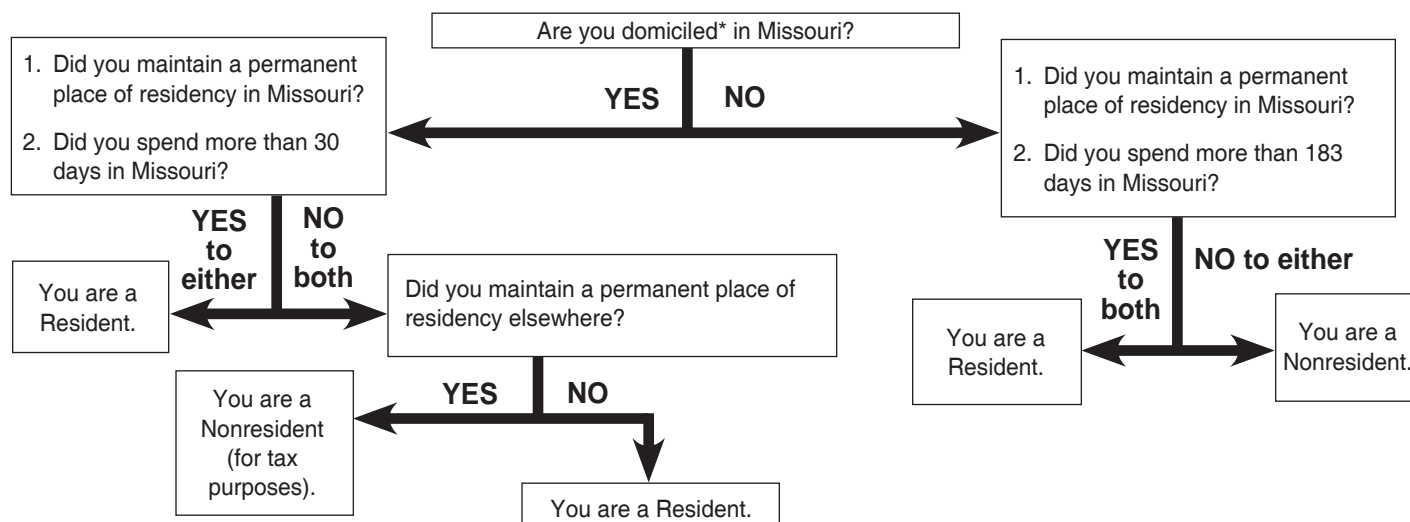 Are you domiciled* in Missouri?
YES
NO
1. Did you maintain a permanent
place of residency in Missouri?
2. Did you spend more than 30
days in Missouri?
1. Did you maintain a permanent
place of residency in Missouri?
2. Did you spend more than 183
days in Missouri?
YES
to
either
NO
to
both
You are a
Resident.
Did you maintain a permanent place of
residency elsewhere?
YES
NO
You are a
Nonresident
(for tax
purposes).
You are a Resident.
YES
to
both
NO to either
You are a
Resident.
You are a
Nonresident.